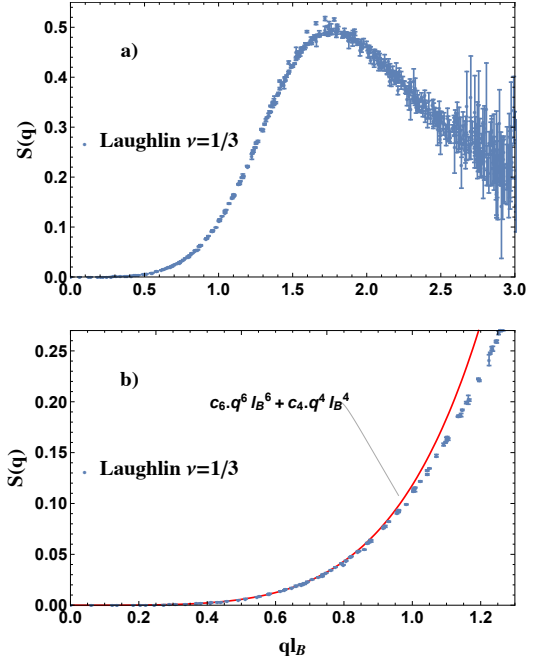 a)
S(q)
Laughlin ν=1/3
0.5
0.4
0.3
0.2
0.1
0.0
0.0 0.5 1.0 1.5 2.0 2.5 3.0
b)
c₆.q⁶ l_B⁶ + c₄.q⁴ l_B⁴
S(q)
Laughlin ν=1/3
0.25
0.20
0.15
0.10
0.05
0.00
0.0 0.2 0.4 0.6 0.8 1.0 1.2
ql_B